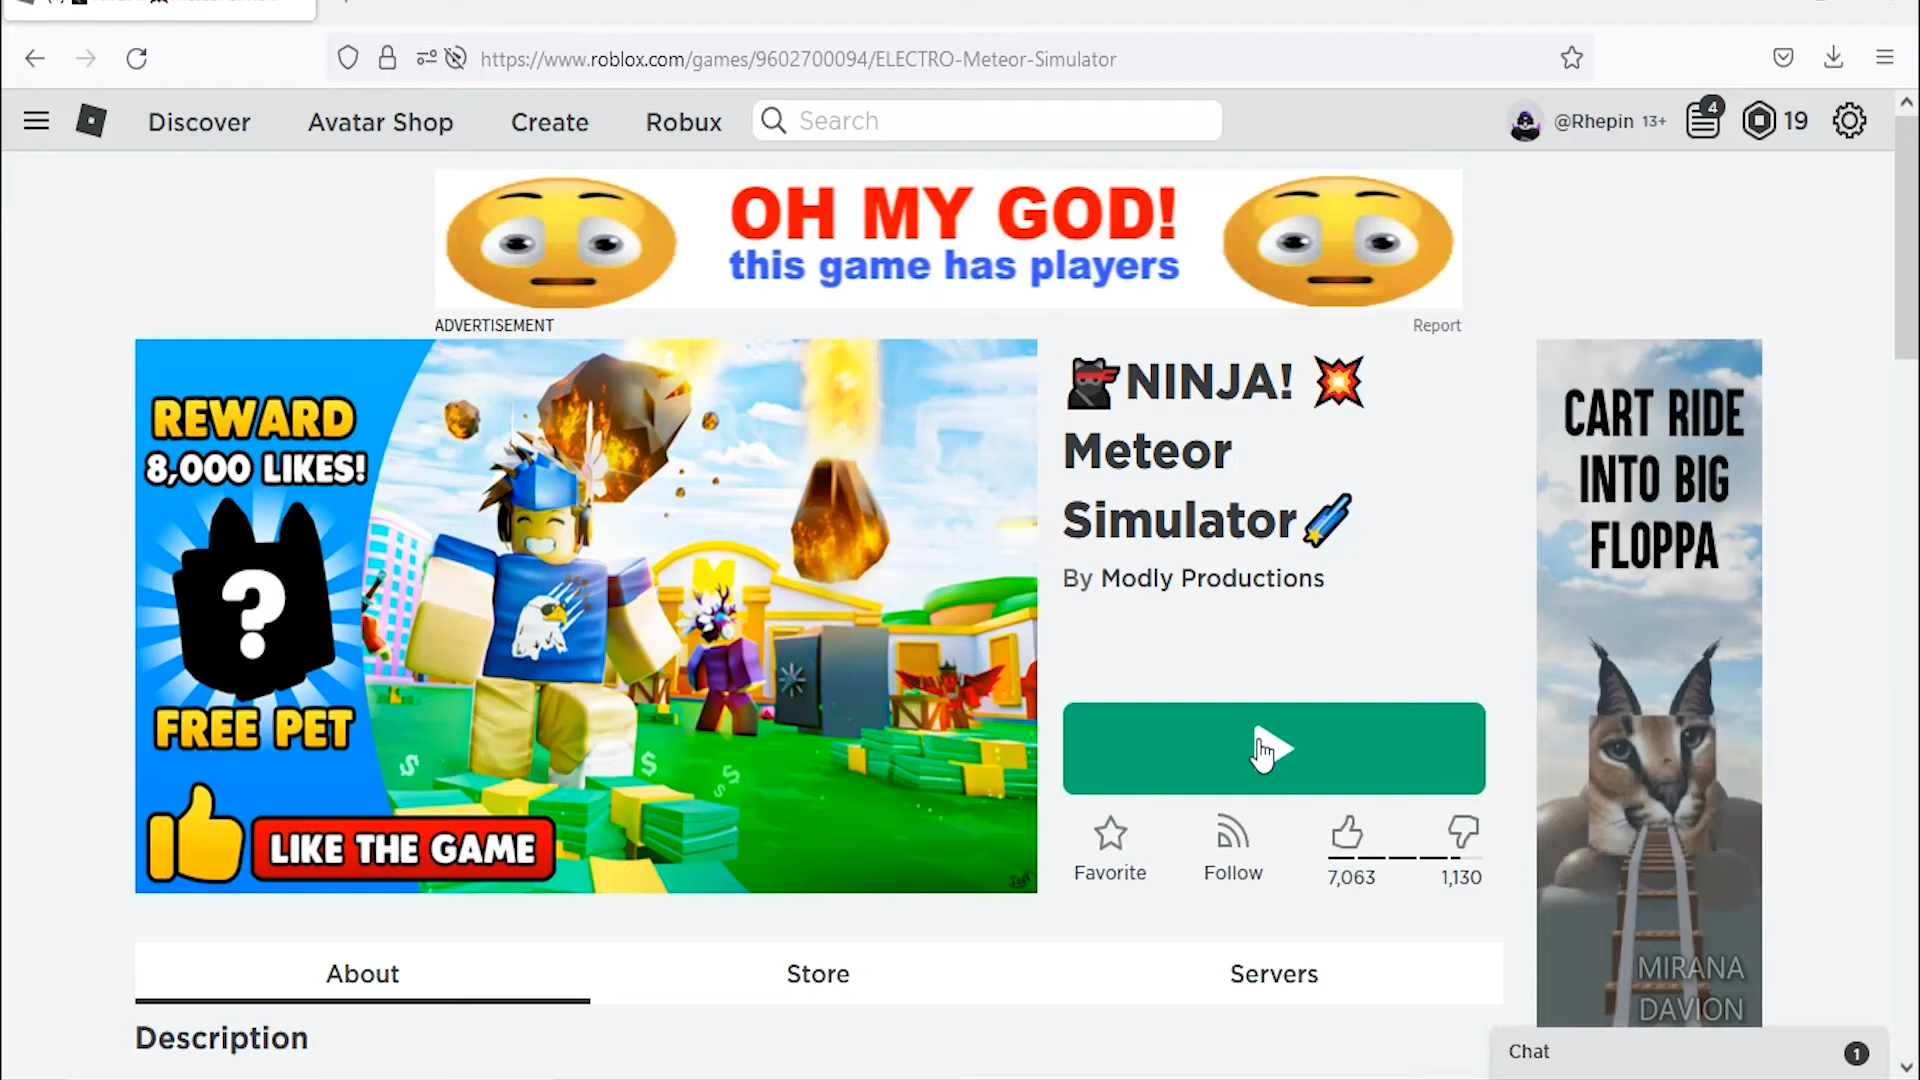 https://www.roblox.com/games/9602700094/ELECTRO-Meteor-Simulator
Discover
Avatar Shop
Create
Robux
Search
@Rhepin 13+
4
19
OH MY GOD!
this game has players
ADVERTISEMENT
Report
REWARD
8,000 LIKES!
?
FREE PET
LIKE THE GAME
M
$
$
$
NINJA!
Meteor
Simulator
By Modly Productions
Favorite
Follow
7,063
1,130
CART RIDE
INTO BIG
FLOPPA
MIRANA
DAVION
About
Store
Servers
Description
Chat
1